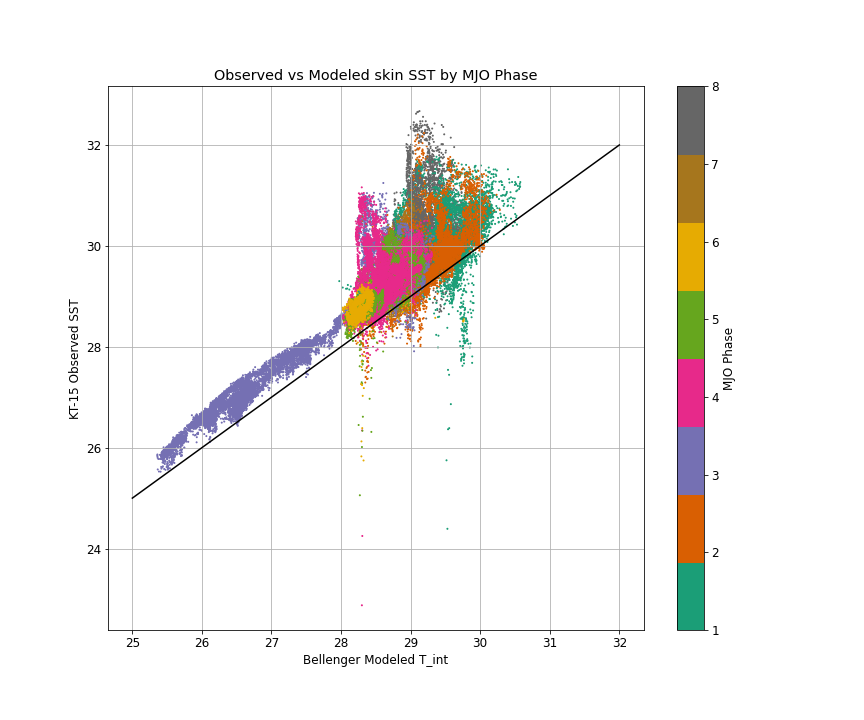 Observed vs Modeled skin SST by MJO Phase
KT-15 Observed SST
32
30
28
26
24
25 26 27 28 29 30 31 32
Bellenger Modeled T_int
8
7
6
5
4
3
2
1
MJO Phase